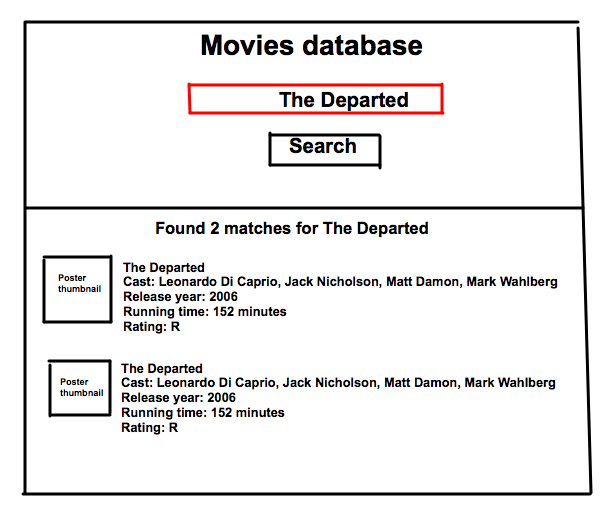 Movies database
The Departed
Search
Found 2 matches for The Departed
Poster
thumbnail
The Departed
Cast: Leonardo Di Caprio, Jack Nicholson, Matt Damon, Mark Wahlberg
Release year: 2006
Running time: 152 minutes
Rating: R
Poster
thumbnail
The Departed
Cast: Leonardo Di Caprio, Jack Nicholson, Matt Damon, Mark Wahlberg
Release year: 2006
Running time: 152 minutes
Rating: R